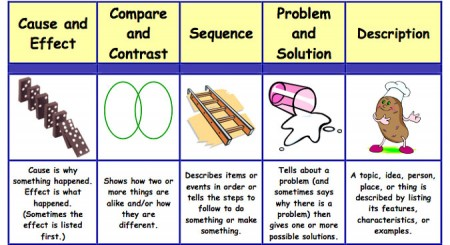 Cause and
Effect
Compare
and
Contrast
Sequence
Problem
and
Solution
Description
Cause is why
something happened.
Effect is what
happened.
(Sometimes the
effect is listed
first.)
Shows how two or
more things are
alike and/or how
they are
different.
Describes items or
events in order or
tells the steps to
follow to do
something or make
something.
Tells about a
problem (and
sometimes says
why there is a
problem) then
gives one or more
possible solutions.
A topic, idea, person,
place, or thing is
described by listing
its features,
characteristics, or
examples.